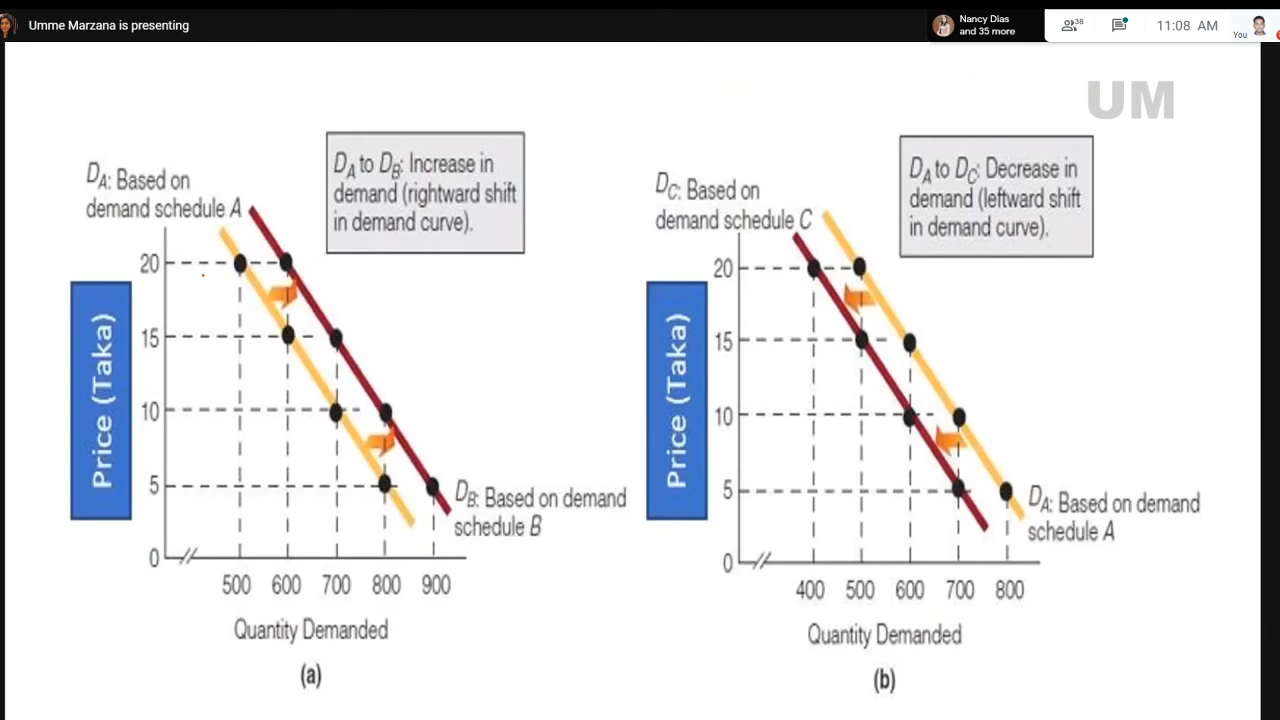 Umme Marzana is presenting
Nancy Dias
and 35 more
38
11:08 AM
You
UM
DA: Based on
demand schedule A
DA to DB: Increase in
demand (rightward shift
in demand curve).
Price (Taka)
20
15
10
5
0
DB: Based on demand
schedule B
500 600 700 800 900
Quantity Demanded
(a)
DC: Based on
demand schedule C
DA to DC: Decrease in
demand (leftward shift
in demand curve).
Price (Taka)
20
15
10
5
0
DA: Based on demand
schedule A
400 500 600 700 800
Quantity Demanded
(b)